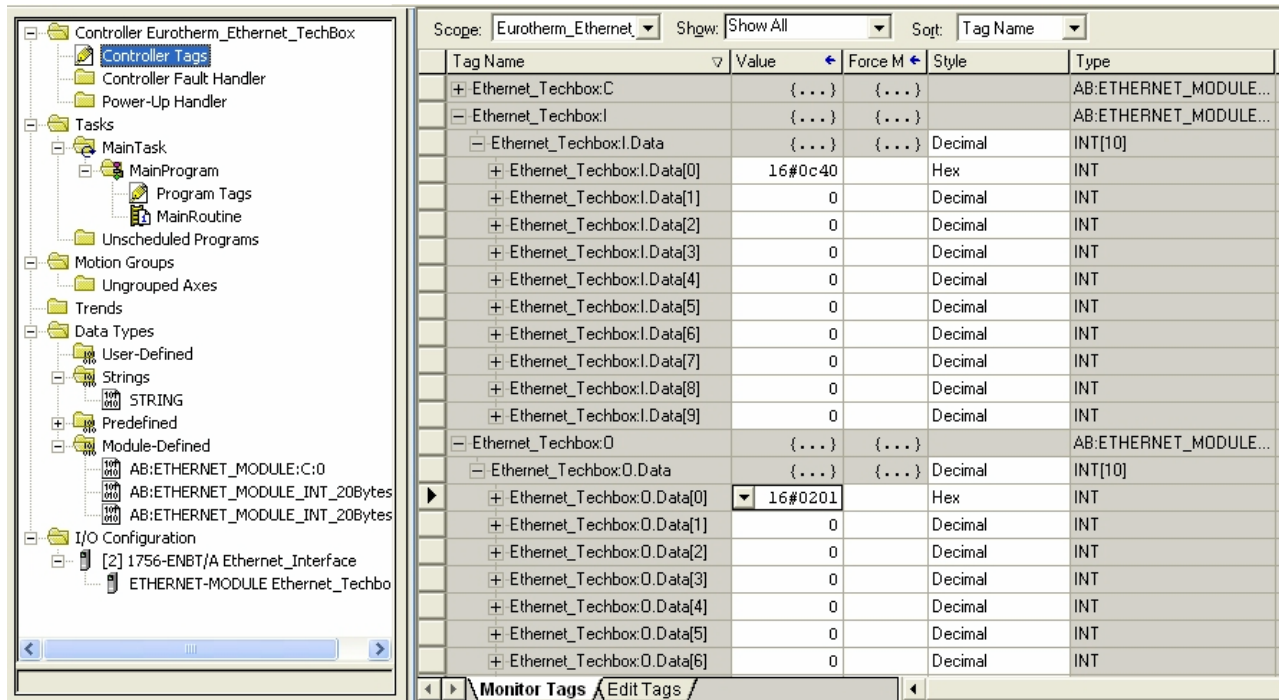 Controller Eurotherm_Ethernet_TechBox
Controller Tags
Controller Fault Handler
Power-Up Handler
Tasks
MainTask
MainProgram
Program Tags
MainRoutine
Unscheduled Programs
Motion Groups
Ungrouped Axes
Trends
Data Types
User-Defined
Strings
STRING
Predefined
Module-Defined
AB:ETHERNET_MODULE:C:0
AB:ETHERNET_MODULE_INT_20Bytes
AB:ETHERNET_MODULE_INT_20Bytes
I/O Configuration
[2] 1756-ENBT/A Ethernet_Interface
ETHERNET-MODULE Ethernet_Techbo
Scope: Eurotherm_Ethernet_ Show: Show All Sort: Tag Name
Tag Name Value Force M Style Type
Ethernet_Techbox:C {...} {...} AB:ETHERNET_MODULE...
Ethernet_Techbox:I {...} {...} AB:ETHERNET_MODULE...
Ethernet_Techbox:I.Data {...} {...} Decimal INT[10]
Ethernet_Techbox:I.Data[0] 16#0c40 Hex INT
Ethernet_Techbox:I.Data[1] 0 Decimal INT
Ethernet_Techbox:I.Data[2] 0 Decimal INT
Ethernet_Techbox:I.Data[3] 0 Decimal INT
Ethernet_Techbox:I.Data[4] 0 Decimal INT
Ethernet_Techbox:I.Data[5] 0 Decimal INT
Ethernet_Techbox:I.Data[6] 0 Decimal INT
Ethernet_Techbox:I.Data[7] 0 Decimal INT
Ethernet_Techbox:I.Data[8] 0 Decimal INT
Ethernet_Techbox:I.Data[9] 0 Decimal INT
Ethernet_Techbox:O {...} {...} AB:ETHERNET_MODULE...
Ethernet_Techbox:O.Data {...} {...} Decimal INT[10]
Ethernet_Techbox:O.Data[0] 16#0201 Hex INT
Ethernet_Techbox:O.Data[1] 0 Decimal INT
Ethernet_Techbox:O.Data[2] 0 Decimal INT
Ethernet_Techbox:O.Data[3] 0 Decimal INT
Ethernet_Techbox:O.Data[4] 0 Decimal INT
Ethernet_Techbox:O.Data[5] 0 Decimal INT
Ethernet_Techbox:O.Data[6] 0 Decimal INT
Monitor Tags Edit Tags